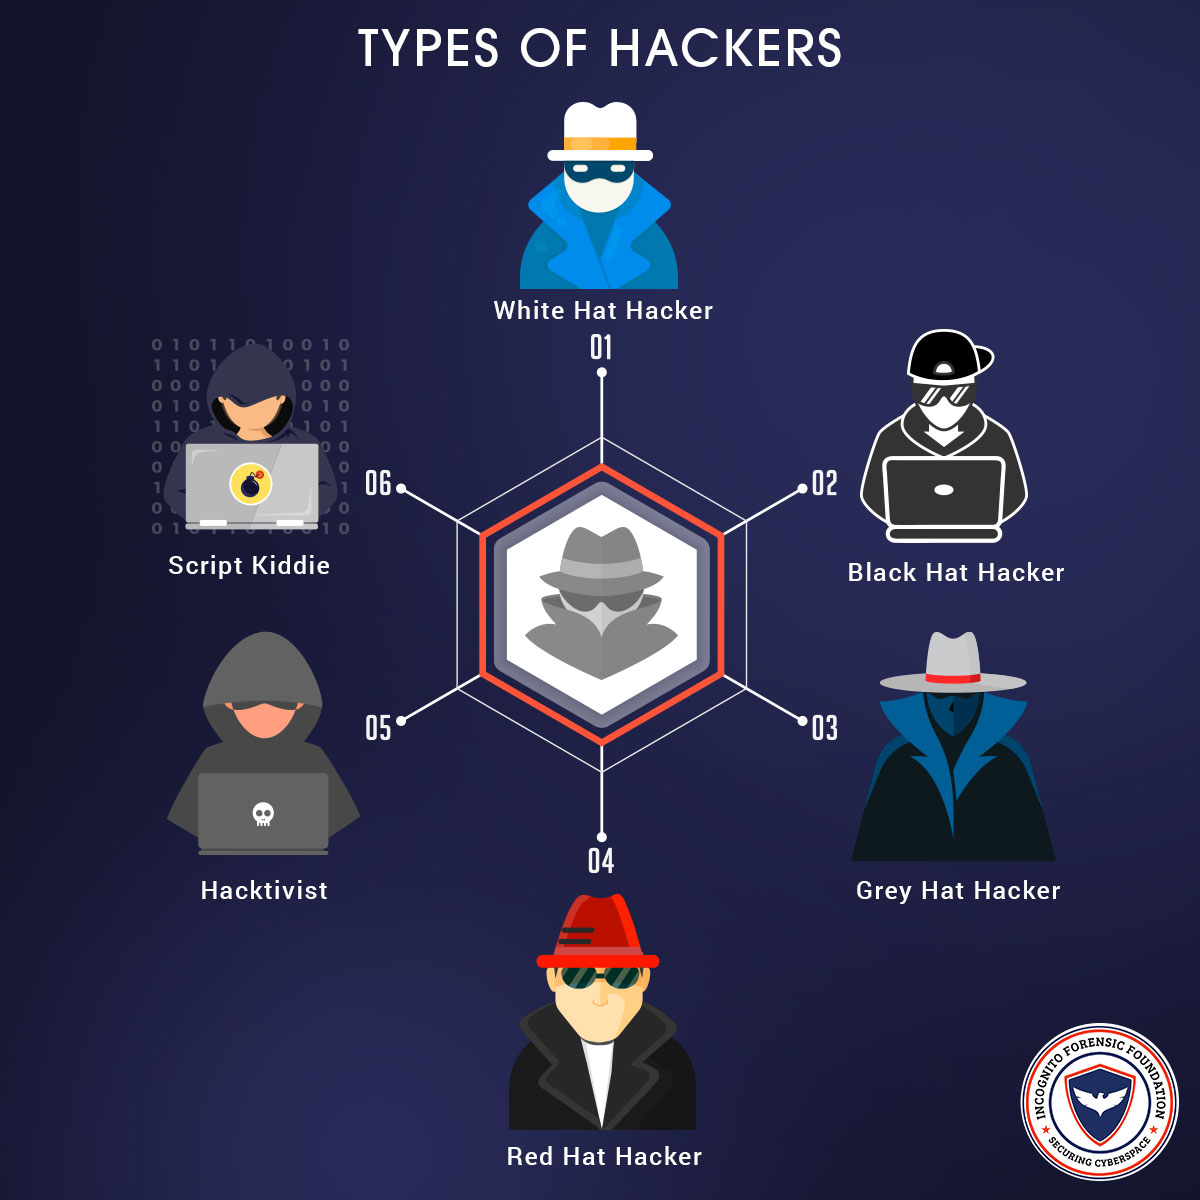 TYPES OF HACKERS
White Hat Hacker
01
02
Black Hat Hacker
03
Grey Hat Hacker
04
Red Hat Hacker
05
Hacktivist
06
Script Kiddie
INCOGNITO FORENSIC FOUNDATION
SECURING CYBERSPACE